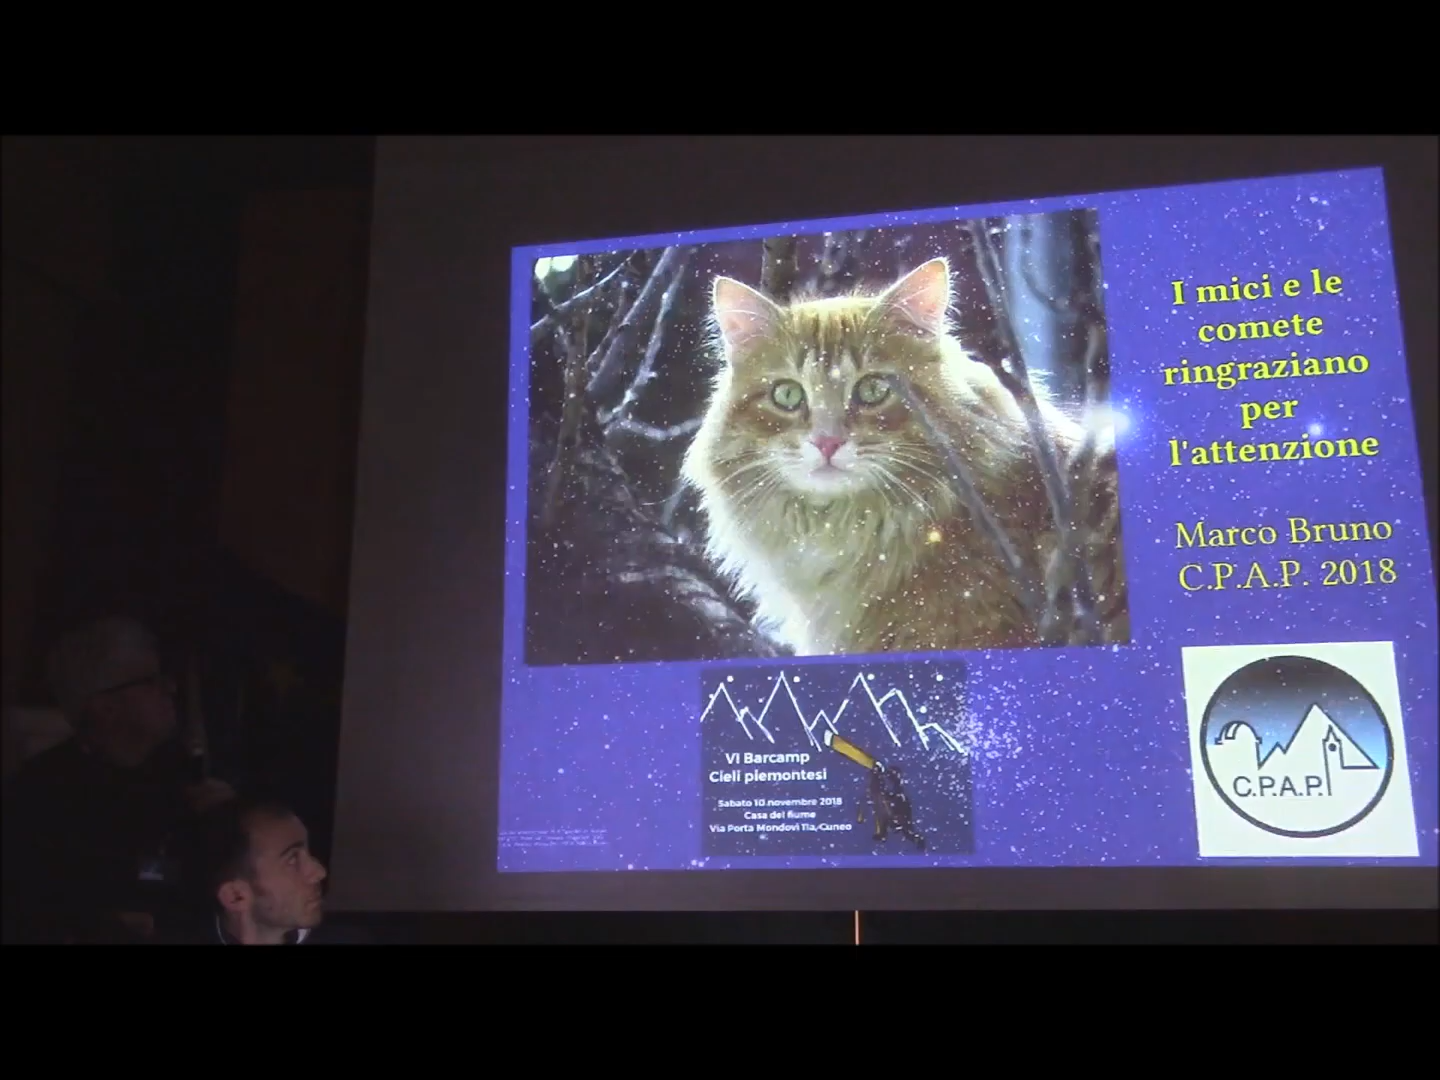 I mici e le
comete
ringraziano
per
l'attenzione
Marco Bruno
C.P.A.P. 2018
VI Barcamp
Cieli piemontesi
Sabato 10 novembre 2018
Casa del fiume
Via Porta Mondovì 11a, Cuneo
C.P.A.P.